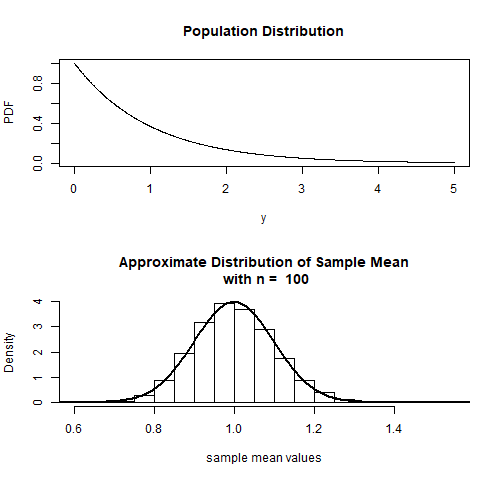 Population Distribution
PDF
0.0 0.4 0.8
0 1 2 3 4 5
y
Approximate Distribution of Sample Mean
with n = 100
Density
0 1 2 3 4
0.6 0.8 1.0 1.2 1.4
sample mean values